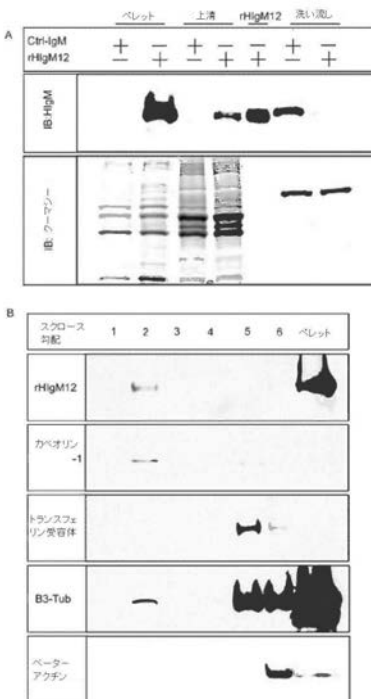 ペレット 上清 rHIgM12 洗い流し
A
Ctrl-IgM + − + − + −
rHIgM12 − + − + + − +
IB:HIgM
IB: クーマシー
B
スクロース 1 2 3 4 5 6 ペレット
勾配
rHIgM12
カベオリン
-1
トランスフェ
リン受容体
B3-Tub
ベーター
アクチン